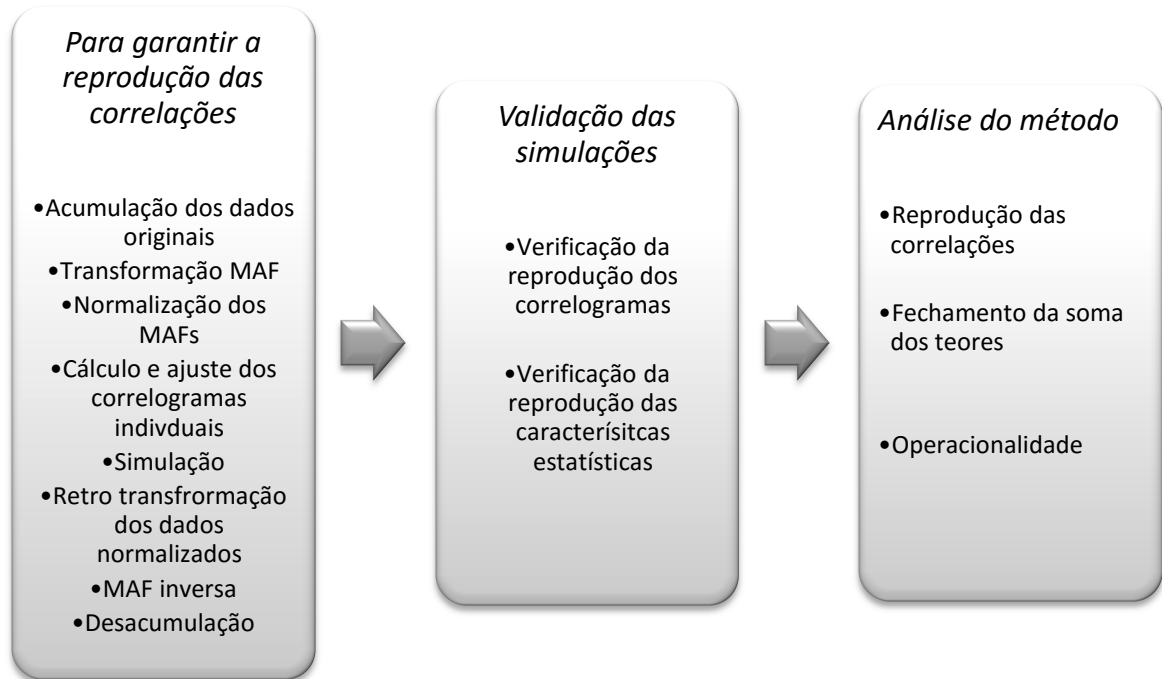 Para garantir a
reprodução das
correlações
•Acumulação dos dados
originais
•Transformação MAF
•Normalização dos
MAFs
•Cálculo e ajuste dos
correlogramas
indivduais
•Simulação
•Retro transfrormação
dos dados
normalizados
•MAF inversa
•Desacumulação
Validação das
simulações
•Verificação da
reprodução dos
correlogramas
•Verificação da
reprodução das
caracterísitcas
estatísticas
Análise do método
•Reprodução das
correlações
•Fechamento da soma
dos teores
•Operacionalidade